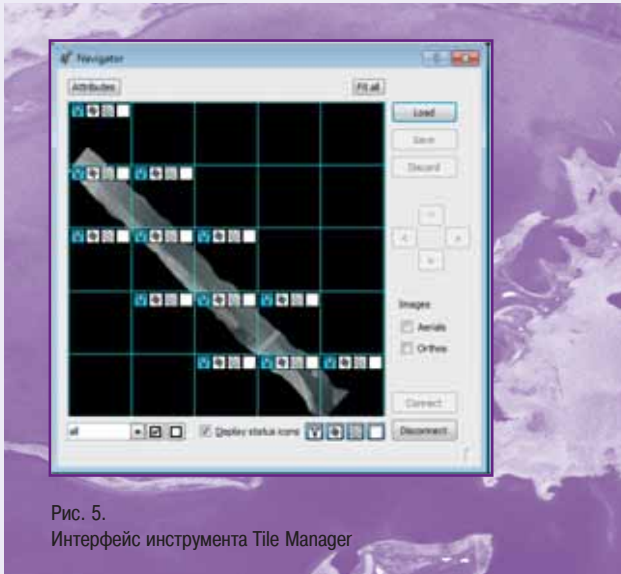 Navigator
Attributes
Fit all
Load
Save
Discard
Images
Aerials
Orthos
Connect
all
Display status icons
Disconnect
Рис. 5.
Интерфейс инструмента Tile Manager